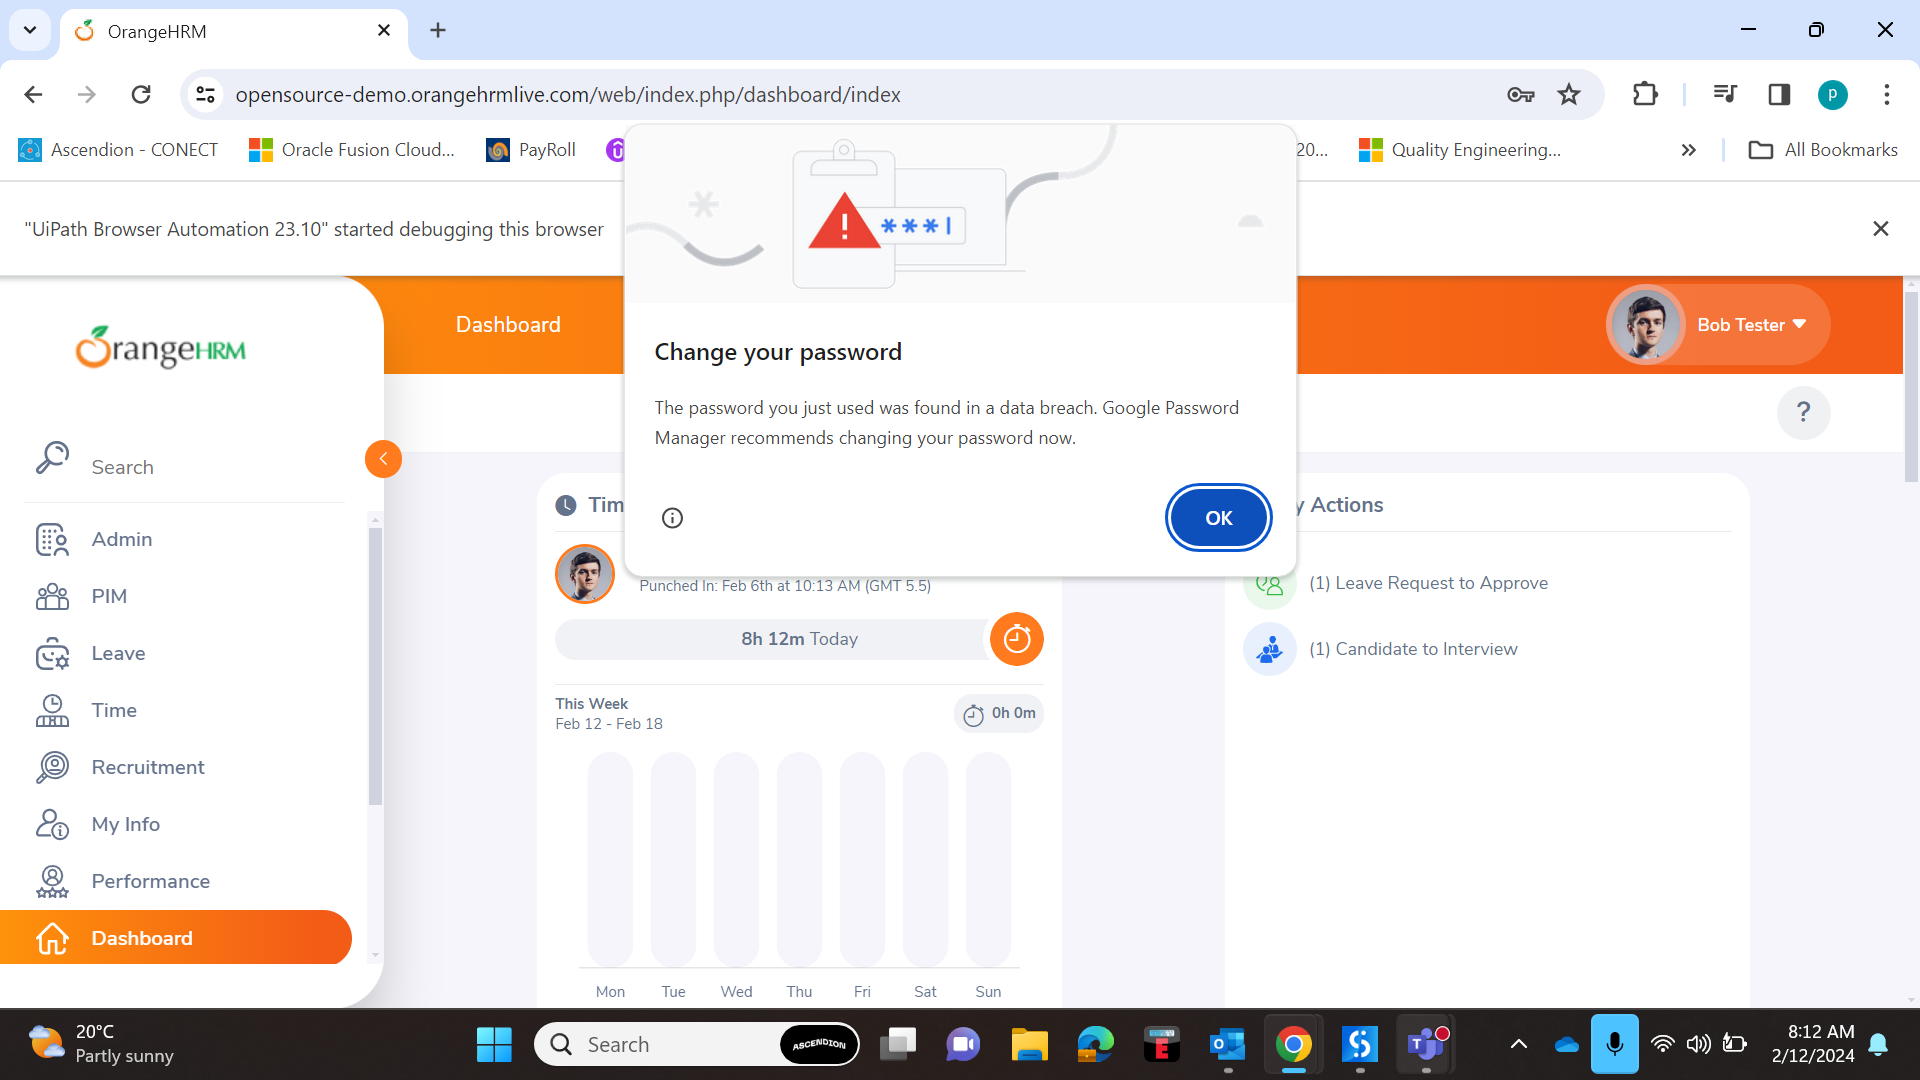 OrangeHRM
opensource-demo.orangehrmlive.com/web/index.php/dashboard/index
p
Ascendion - CONECT
Oracle Fusion Cloud...
PayRoll
20...
Quality Engineering...
All Bookmarks
"UiPath Browser Automation 23.10" started debugging this browser
OrangeHRM
Dashboard
Bob Tester
***
Change your password
The password you just used was found in a data breach. Google Password
Manager recommends changing your password now.
OK
?
Search
Admin
PIM
Leave
Time
Recruitment
My Info
Performance
Dashboard
Tim
Punched In: Feb 6th at 10:13 AM (GMT 5.5)
8h 12m Today
This Week
Feb 12 - Feb 18
0h 0m
Mon Tue Wed Thu Fri Sat Sun
y Actions
(1) Leave Request to Approve
(1) Candidate to Interview
20°C
Partly sunny
Search
ASCENDION
8:12 AM
2/12/2024